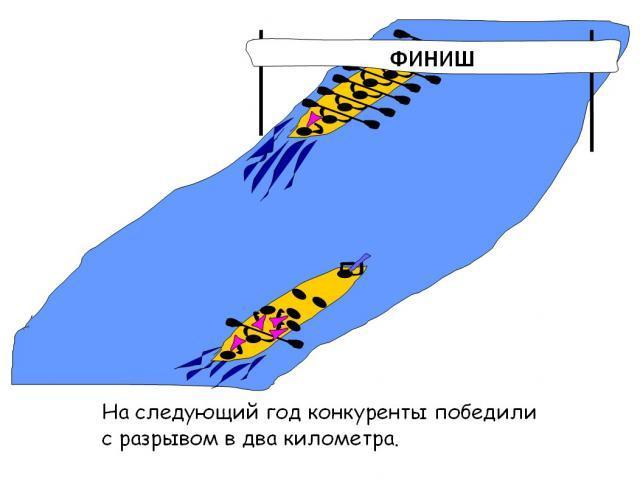 ФИНИШ
На следующий год конкуренты победили
с разрывом в два километра.